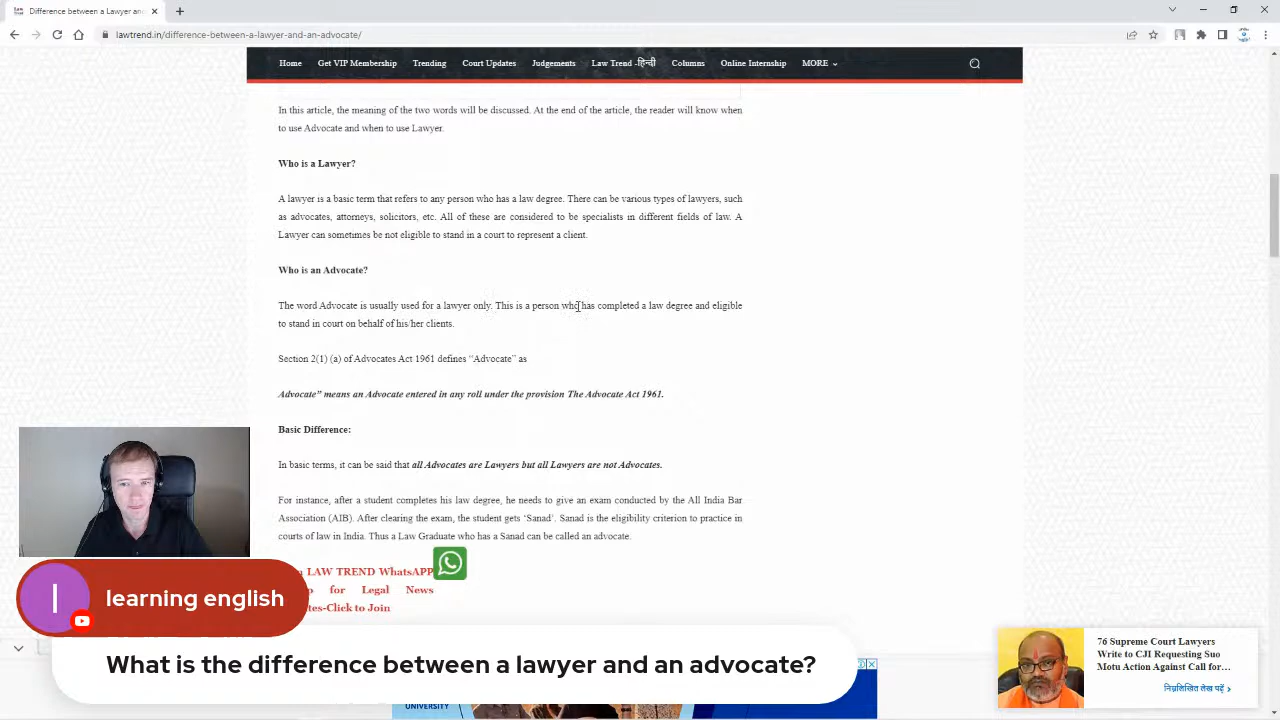 Difference between a Lawyer an
lawtrend.in/difference-between-a-lawyer-and-an-advocate/
Home Get VIP Membership Trending Court Updates Judgements Law Trend -हिन्दी Columns Online Internship MORE
In this article, the meaning of the two words will be discussed. At the end of the article, the reader will know when
to use Advocate and when to use Lawyer.
Who is a Lawyer?
A lawyer is a basic term that refers to any person who has a law degree. There can be various types of lawyers, such
as advocates, attorneys, solicitors, etc. All of these are considered to be specialists in different fields of law. A
Lawyer can sometimes be not eligible to stand in a court to represent a client.
Who is an Advocate?
The word Advocate is usually used for a lawyer only. This is a person who has completed a law degree and eligible
to stand in court on behalf of his/her clients.
Section 2(1) (a) of Advocates Act 1961 defines “Advocate” as
Advocate” means an Advocate entered in any roll under the provision The Advocate Act 1961.
Basic Difference:
In basic terms, it can be said that all Advocates are Lawyers but all Lawyers are not Advocates.
For instance, after a student completes his law degree, he needs to give an exam conducted by the All India Bar
Association (AIB). After clearing the exam, the student gets ‘Sanad’. Sanad is the eligibility criterion to practice in
courts of law in India. Thus a Law Graduate who has a Sanad can be called an advocate.
LAW TREND WhatsAPP
for Legal News
Click to Join
l
learning english
What is the difference between a lawyer and an advocate?
76 Supreme Court Lawyers
Write to CJI Requesting Suo
Motu Action Against Call for…
निम्नलिखित लेख पढ़ें
UNIVERSITY